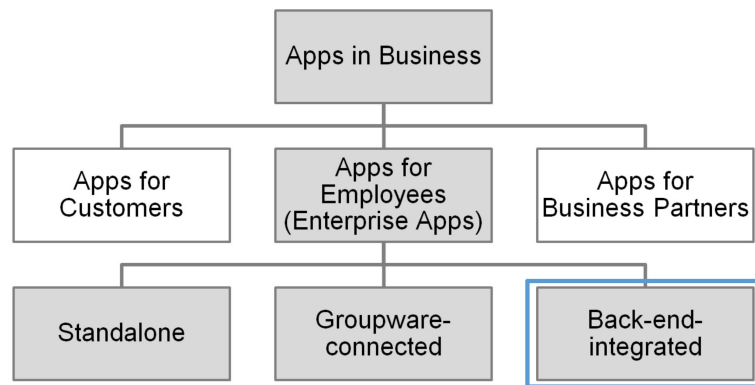 Apps in Business
Apps for
Customers
Apps for
Employees
(Enterprise Apps)
Apps for
Business Partners
Standalone
Groupware-
connected
Back-end-
integrated